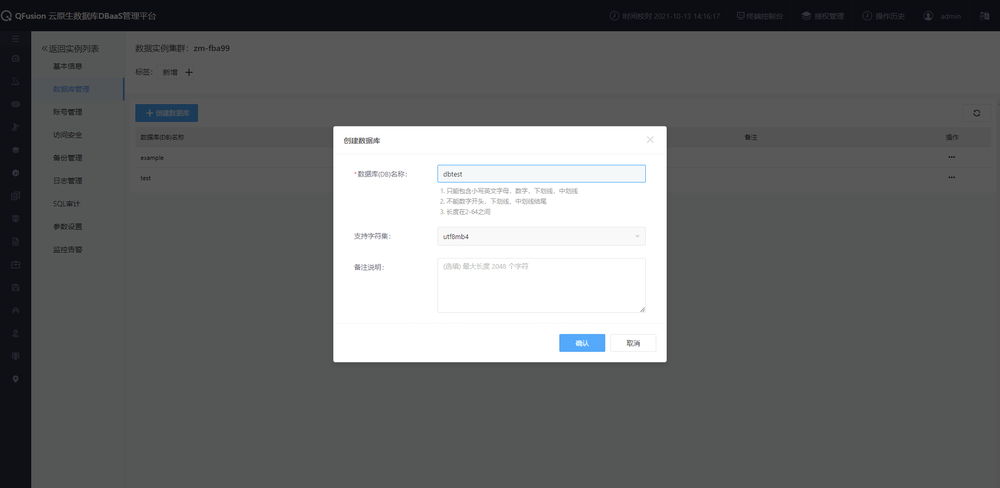 QFusion 云原生数据库DBaaS管理平台
时间校对 2021-10-13 14:16:17
终端控制台
授权管理
操作历史
admin
返回实例列表
基本信息
数据库管理
账号管理
访问安全
备份管理
日志管理
SQL审计
参数设置
监控告警
数据实例集群：zm-fba99
标签： 新增
创建数据库
数据库(DB)名称 备注 操作
example
test
创建数据库
*数据库(DB)名称： dbtest
1. 只能包含小写英文字母，数字，下划线，中划线
2. 不能数字开头，下划线、中划线结尾
3. 长度在2-64之间
支持字符集： utf8mb4
备注说明： (选填) 最大长度 2048 个字符
确认 取消